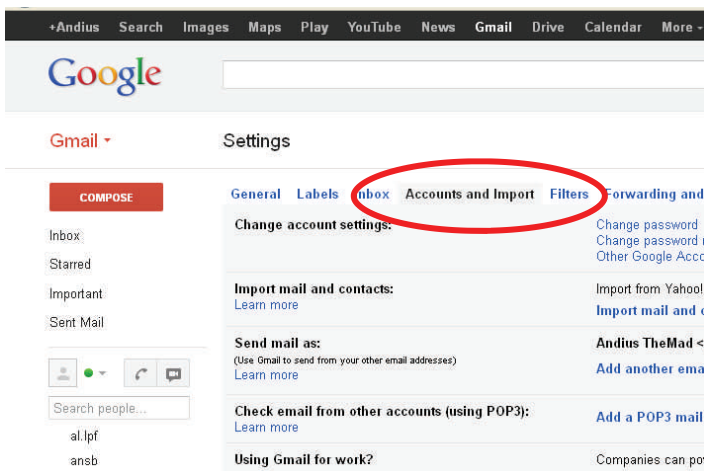 +Andius Search Images Maps Play YouTube News Gmail Drive Calendar More
Google
Gmail
Settings
COMPOSE
General Labels Inbox Accounts and Import Filters Forwarding and
Inbox
Starred
Important
Sent Mail
Search people...
al.lpf
ansb
Change account settings:
Change password
Change password
Other Google
Import mail and contacts:
Learn more
Import from Yahoo!
Import mail and
Send mail as:
(Use Gmail to send from your other email addresses)
Learn more
Andius TheMad <
Add another
Check email from other accounts (using POP3):
Learn more
Add a POP3 mail
Using Gmail for work?
Companies can